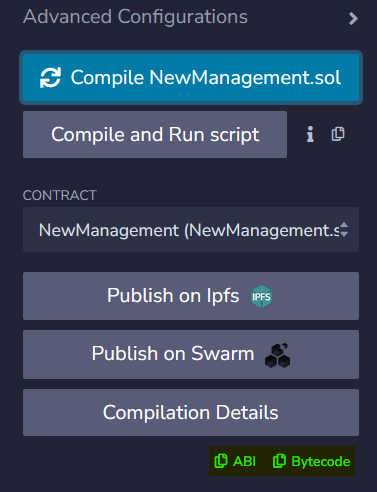 Advanced Configurations
Compile NewManagement.sol
Compile and Run script
CONTRACT
NewManagement (NewManagement.s
Publish on Ipfs IPFS
Publish on Swarm
Compilation Details
ABI Bytecode